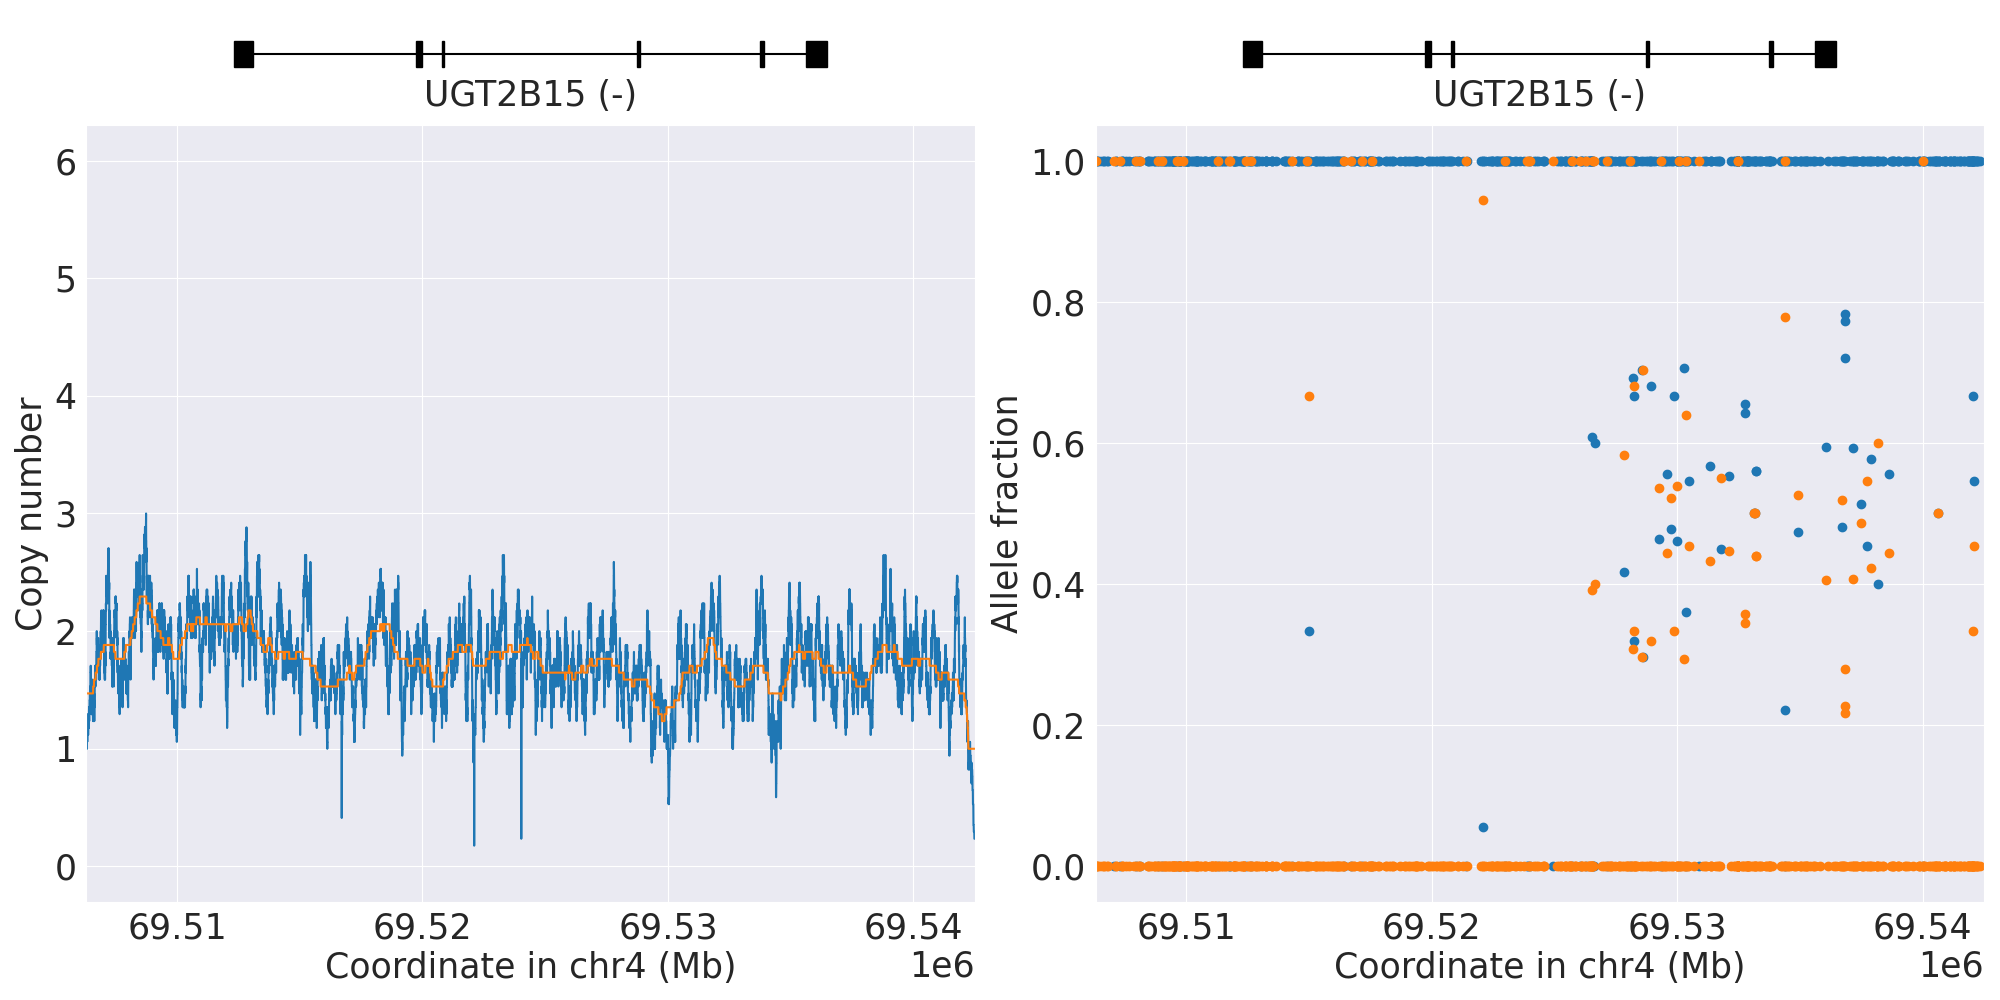 UGT2B15 (-)
6
5
4
3
2
1
0
Copy number
69.51 69.52 69.53 69.54
Coordinate in chr4 (Mb)
1e6
UGT2B15 (-)
1.0
0.8
0.6
0.4
0.2
0.0
Allele fraction
69.51 69.52 69.53 69.54
Coordinate in chr4 (Mb)
1e6